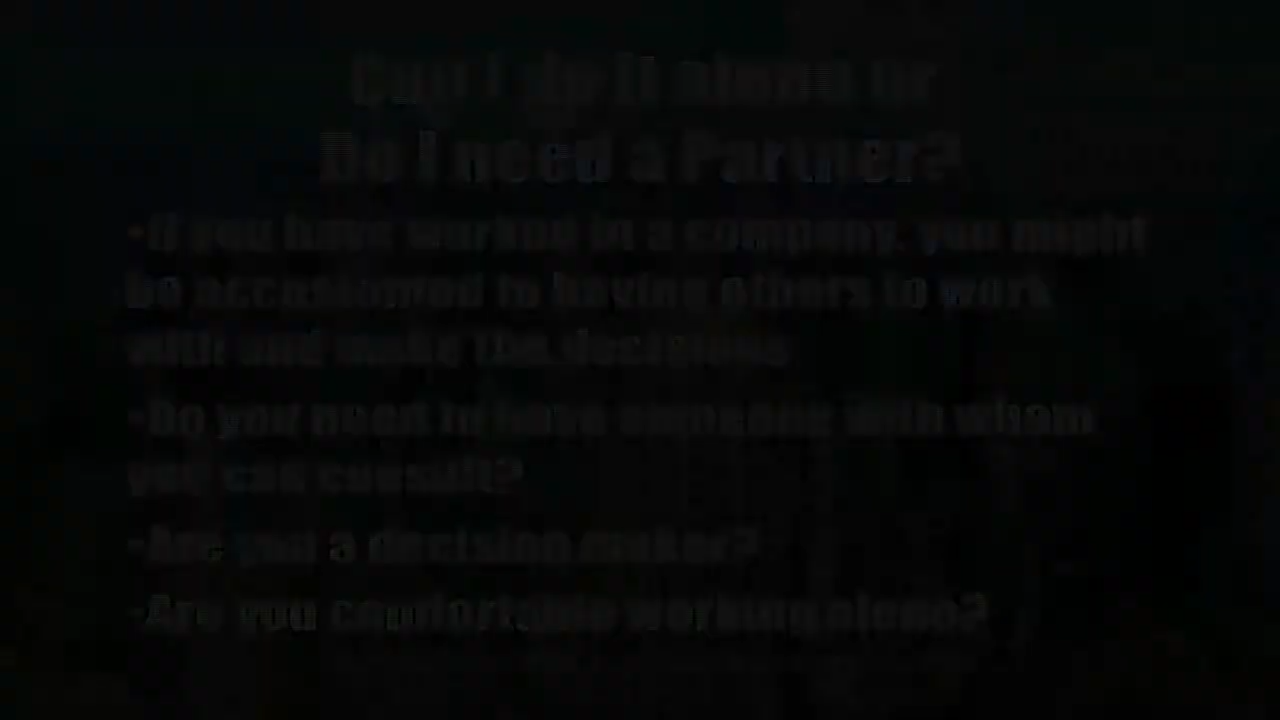 Can I do it alone or
Do I need a Partner?
•If you have worked in a company, you might
be accustomed to having others to work
with and make the decisions
•Do you need to have someone with whom
you can consult?
•Are you a decision maker?
•Are you comfortable working alone?